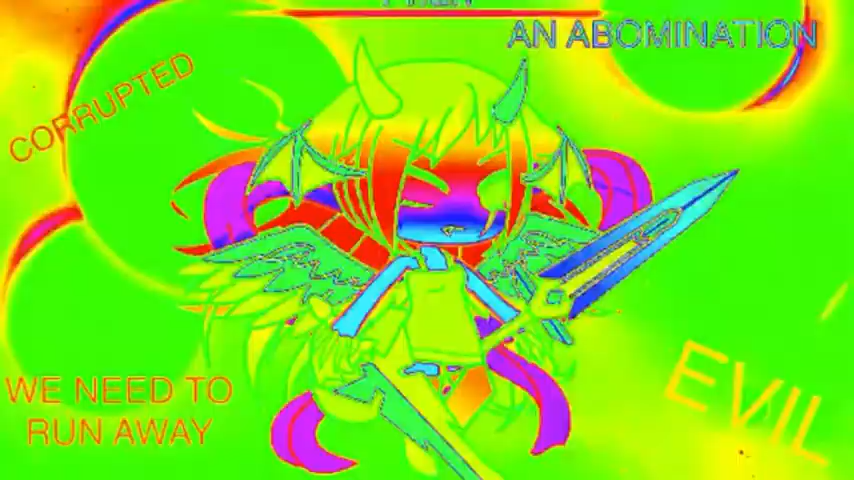 AN ABOMINATION
CORRUPTED
EVIL
WE NEED TO
RUN AWAY